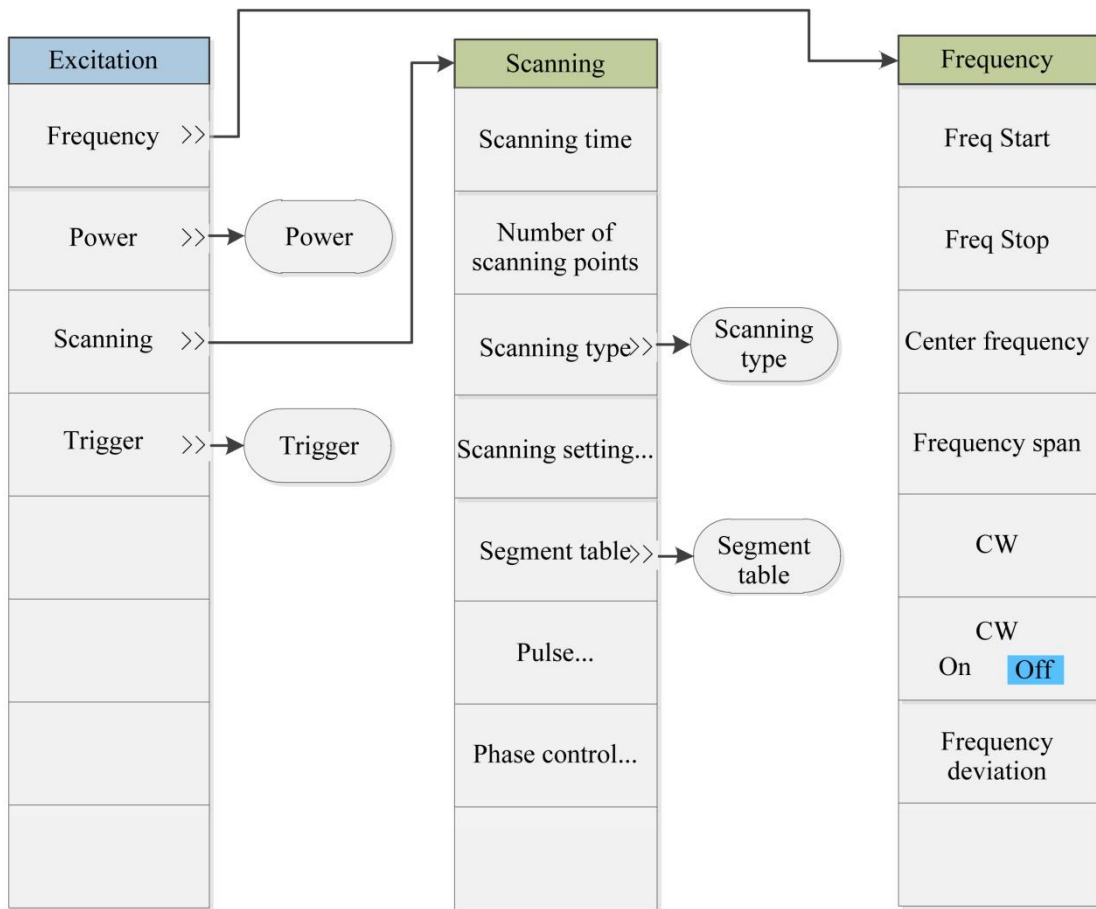 Excitation
Frequency >>
Power >>
Power
Scanning >>
Trigger >>
Trigger
Scanning
Scanning time
Number of
scanning points
Scanning type>>
Scanning
type
Scanning setting...
Segment table>>
Segment
table
Pulse...
Phase control...
Frequency
Freq Start
Freq Stop
Center frequency
Frequency span
CW
CW
On Off
Frequency
deviation